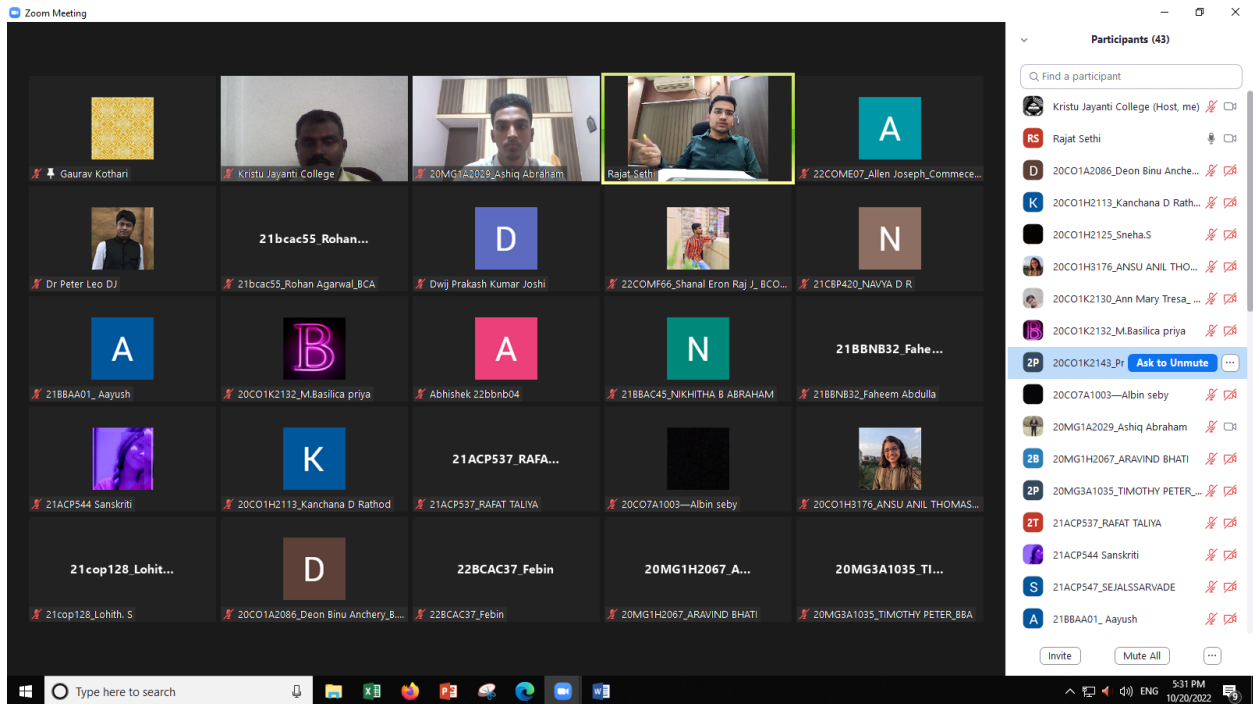 Zoom Meeting
Participants (43)
Find a participant
Kristu Jayanti College (Host, me)
RS Rajat Sethi
D 20CO1A2086_Deon Binu Anche...
K 20CO1H2113_Kanchana D Rath...
20CO1H2125_Sneha.S
20CO1H3176_ANSU ANIL THO...
20CO1K2130_Ann Mary Tresa_ ...
B 20CO1K2132_M.Basilica priya
2P 20CO1K2143_Pr Ask to Unmute ...
20CO7A1003—Albin seby
20MG1A2029_Ashiq Abraham
2B 20MG1H2067_ARAVIND BHATI
2P 20MG3A1035_TIMOTHY PETER_...
2T 21ACP537_RAFAT TALIYA
21ACP544 Sanskriti
S 21ACP547_SEJALSSARVADE
A 21BBAA01_ Aayush
Invite Mute All ...
A
Gaurav Kothari Kristu Jayanti College 20MG1A2029_Ashiq Abraham Rajat Sethi 22COME07_Allen Joseph_Commece...
21bcac55_Rohan... D N
Dr Peter Leo DJ 21bcac55_Rohan Agarwal_BCA Dwij Prakash Kumar Joshi 22COMF66_Shanal Eron Raj J_ BCO... 21CBP420_NAVYA D R
A B A N 21BBNB32_Fahe...
21BBAA01_ Aayush 20CO1K2132_M.Basilica priya Abhishek 22bbnb04 21BBAC45_NIKHITHA B ABRAHAM 21BBNB32_Faheem Abdulla
K 21ACP537_RAFA...
21ACP544 Sanskriti 20CO1H2113_Kanchana D Rathod 21ACP537_RAFAT TALIYA 20CO7A1003—Albin seby 20CO1H3176_ANSU ANIL THOMAS...
21cop128_Lohit... D 22BCAC37_Febin 20MG1H2067_A... 20MG3A1035_TI...
21cop128_Lohith. S 20CO1A2086_Deon Binu Anchery_B.... 22BCAC37_Febin 20MG1H2067_ARAVIND BHATI 20MG3A1035_TIMOTHY PETER_BBA
Type here to search
ENG
5:31 PM
10/20/2022
9